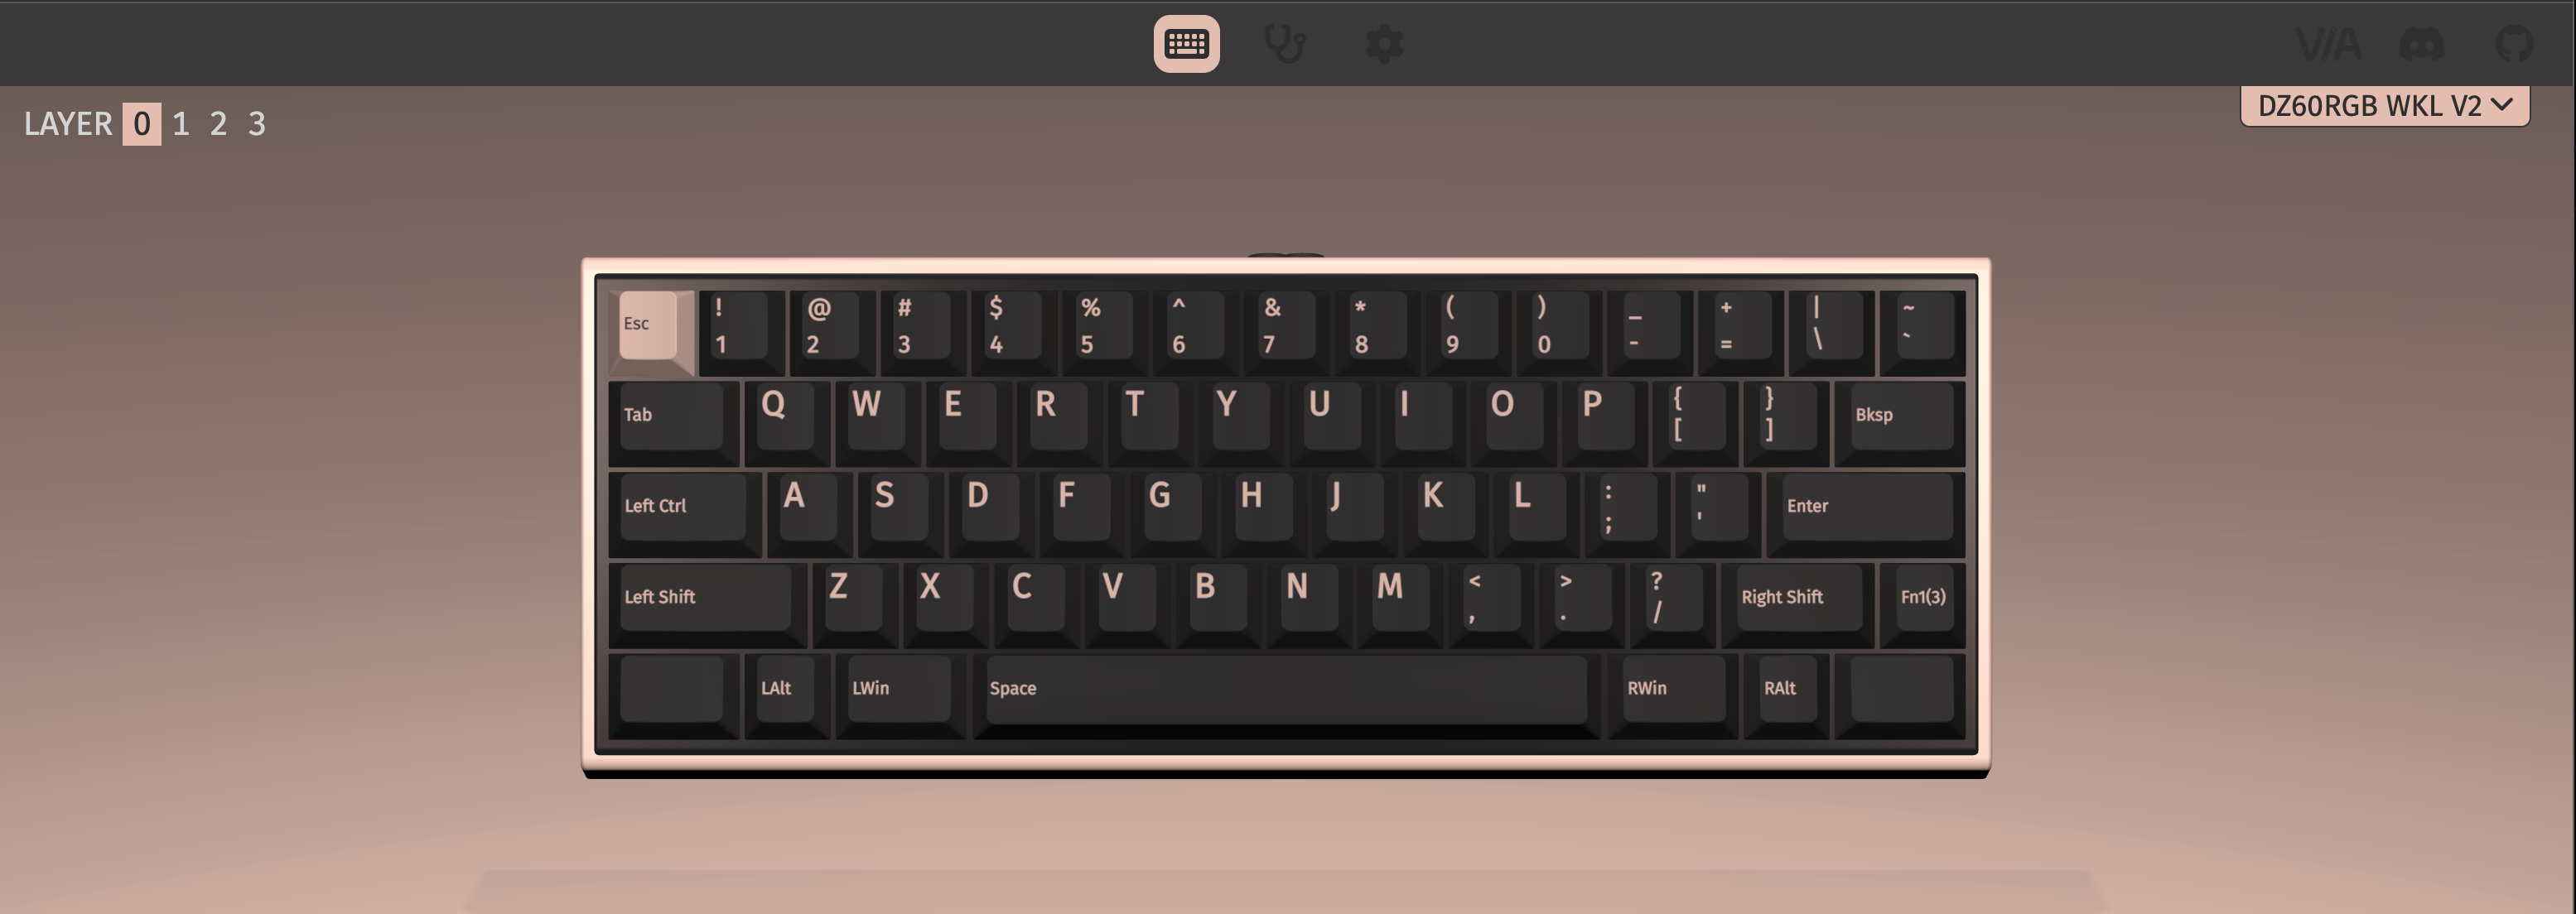 VIA
LAYER 0 1 2 3
DZ60RGB WKL V2
Esc ! @ # $ % ^ & * ( ) _ + | ~
1 2 3 4 5 6 7 8 9 0 - = \ `
Tab Q W E R T Y U I O P { } Bksp
[ ]
Left Ctrl A S D F G H J K L : " Enter
; '
Left Shift Z X C V B N M < > ? Right Shift Fn1(3)
, . /
LAlt LWin Space RWin RAlt